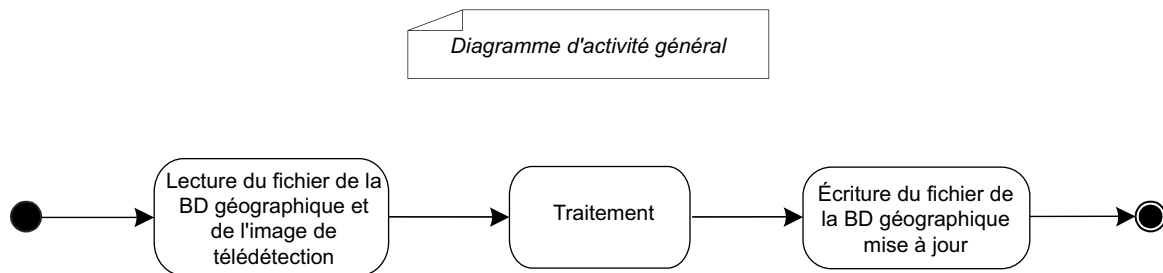 Diagramme d'activité général
Lecture du fichier de la
BD géographique et
de l'image de
télédétection
Traitement
Écriture du fichier de
la BD géographique
mise à jour